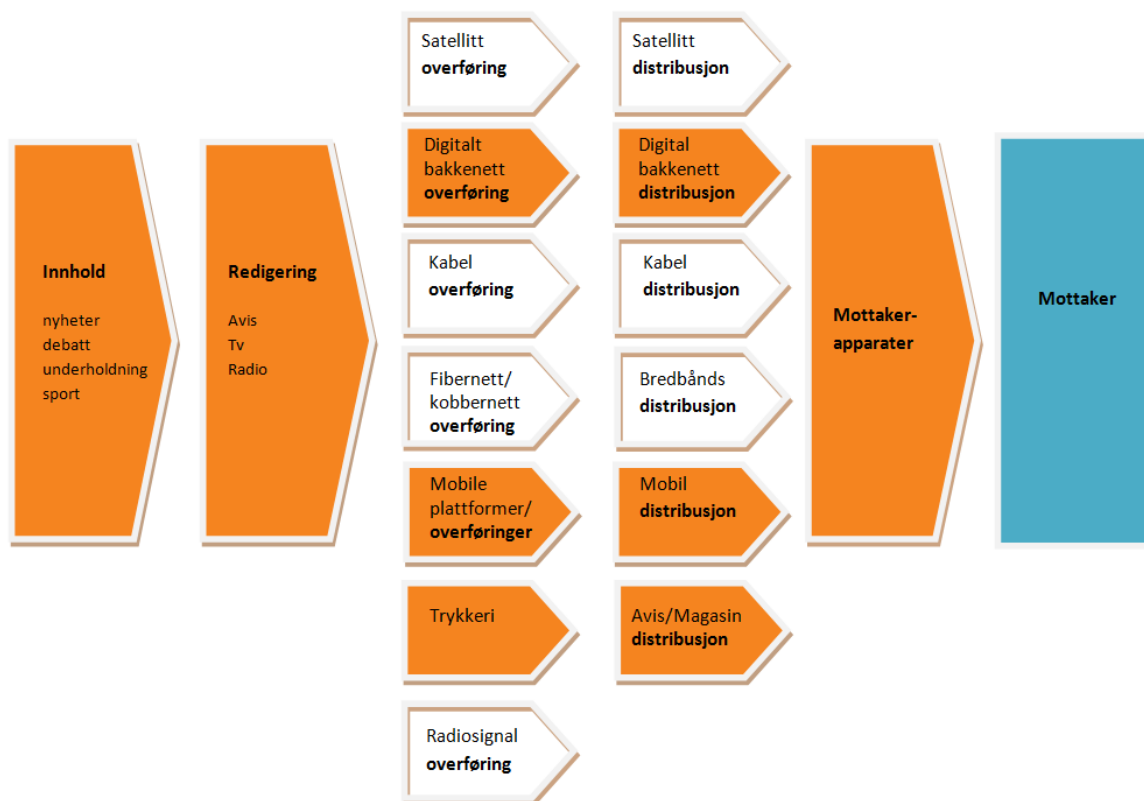 Innhold
nyheter
debatt
underholdning
sport
Redigering
Avis
Tv
Radio
Satellitt
overføring
Digitalt
bakkenett
overføring
Kabel
overføring
Fibernett/
kobbernett
overføring
Mobile
plattformer/
overføringer
Trykkeri
Radiosignal
overføring
Satellitt
distribusjon
Digital
bakkenett
distribusjon
Kabel
distribusjon
Bredbånds
distribusjon
Mobil
distribusjon
Avis/Magasin
distribusjon
Mottaker-
apparater
Mottaker